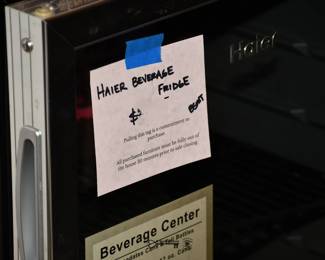 Haier
HAIER BEVERAGE
FRIDGE
$
Pulling this tag is a commitment to
purchase.
All purchased furniture must be fully out of
the house 30 minutes prior to sale closing.
Beverage Center
Cans